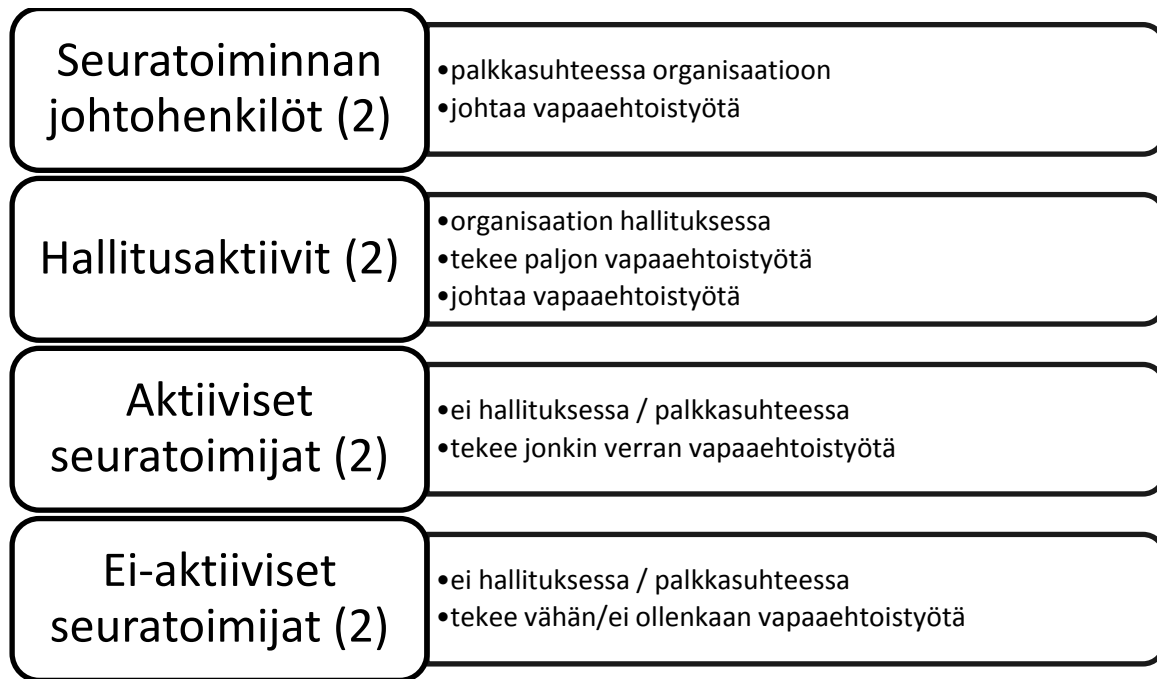 Seuratoiminnan
johtohenkilöt (2)
•palkkasuhteessa organisaatioon
•johtaa vapaaehtoistyötä
Hallitusaktiivit (2)
•organisaation hallituksessa
•tekee paljon vapaaehtoistyötä
•johtaa vapaaehtoistyötä
Aktiiviset
seuratoimijat (2)
•ei hallituksessa / palkkasuhteessa
•tekee jonkin verran vapaaehtoistyötä
Ei-aktiiviset
seuratoimijat (2)
•ei hallituksessa / palkkasuhteessa
•tekee vähän/ei ollenkaan vapaaehtoistyötä